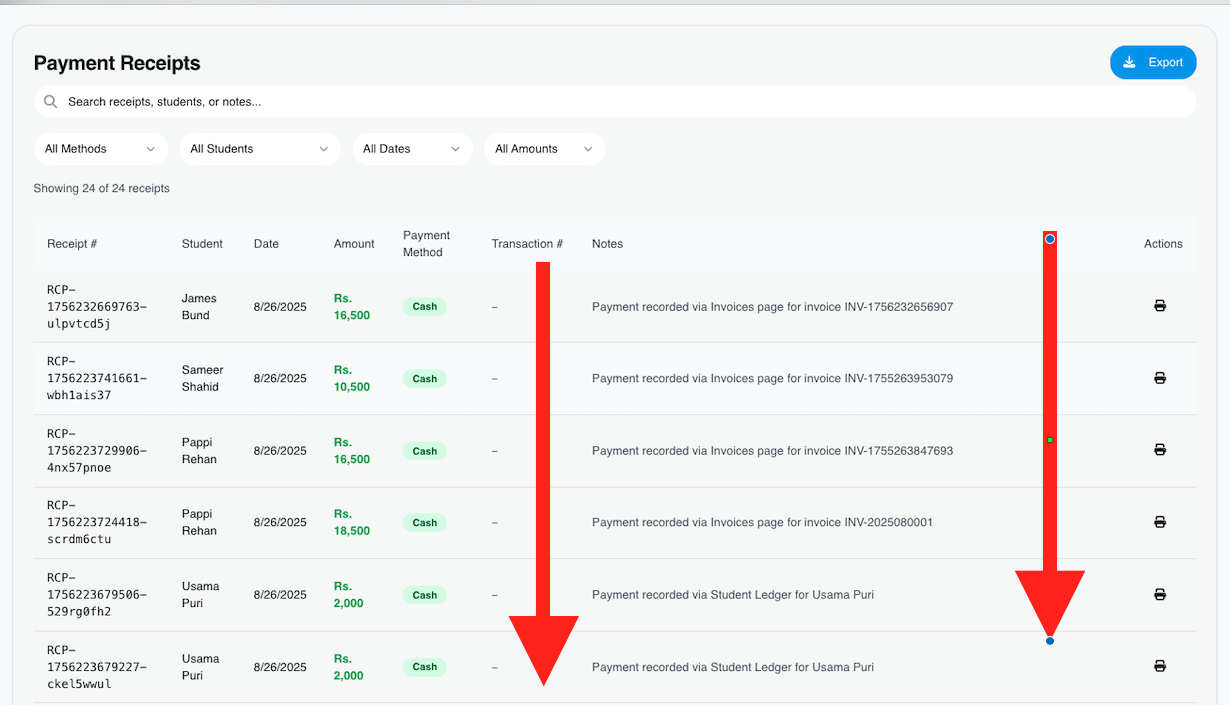 Payment Receipts
Export
Search receipts, students, or notes...
All Methods
All Students
All Dates
All Amounts
Showing 24 of 24 receipts
Receipt # Student Date Amount Payment Method Transaction # Notes Actions
RCP-
1756232669763-
ulpvtcd5j
James
Bund
8/26/2025
Rs.
16,500
Cash
–
Payment recorded via Invoices page for invoice INV-1756232656907
RCP-
1756223741661-
wbh1ais37
Sameer
Shahid
8/26/2025
Rs.
10,500
Cash
–
Payment recorded via Invoices page for invoice INV-1755263953079
RCP-
1756223729906-
4nx57pnoe
Pappi
Rehan
8/26/2025
Rs.
16,500
Cash
–
Payment recorded via Invoices page for invoice INV-1755263847693
RCP-
1756223724418-
scrdm6ctu
Pappi
Rehan
8/26/2025
Rs.
18,500
Cash
–
Payment recorded via Invoices page for invoice INV-2025080001
RCP-
1756223679506-
529rg0fh2
Usama
Puri
8/26/2025
Rs.
2,000
Cash
–
Payment recorded via Student Ledger for Usama Puri
RCP-
1756223679227-
ckel5wwul
Usama
Puri
8/26/2025
Rs.
2,000
Cash
–
Payment recorded via Student Ledger for Usama Puri